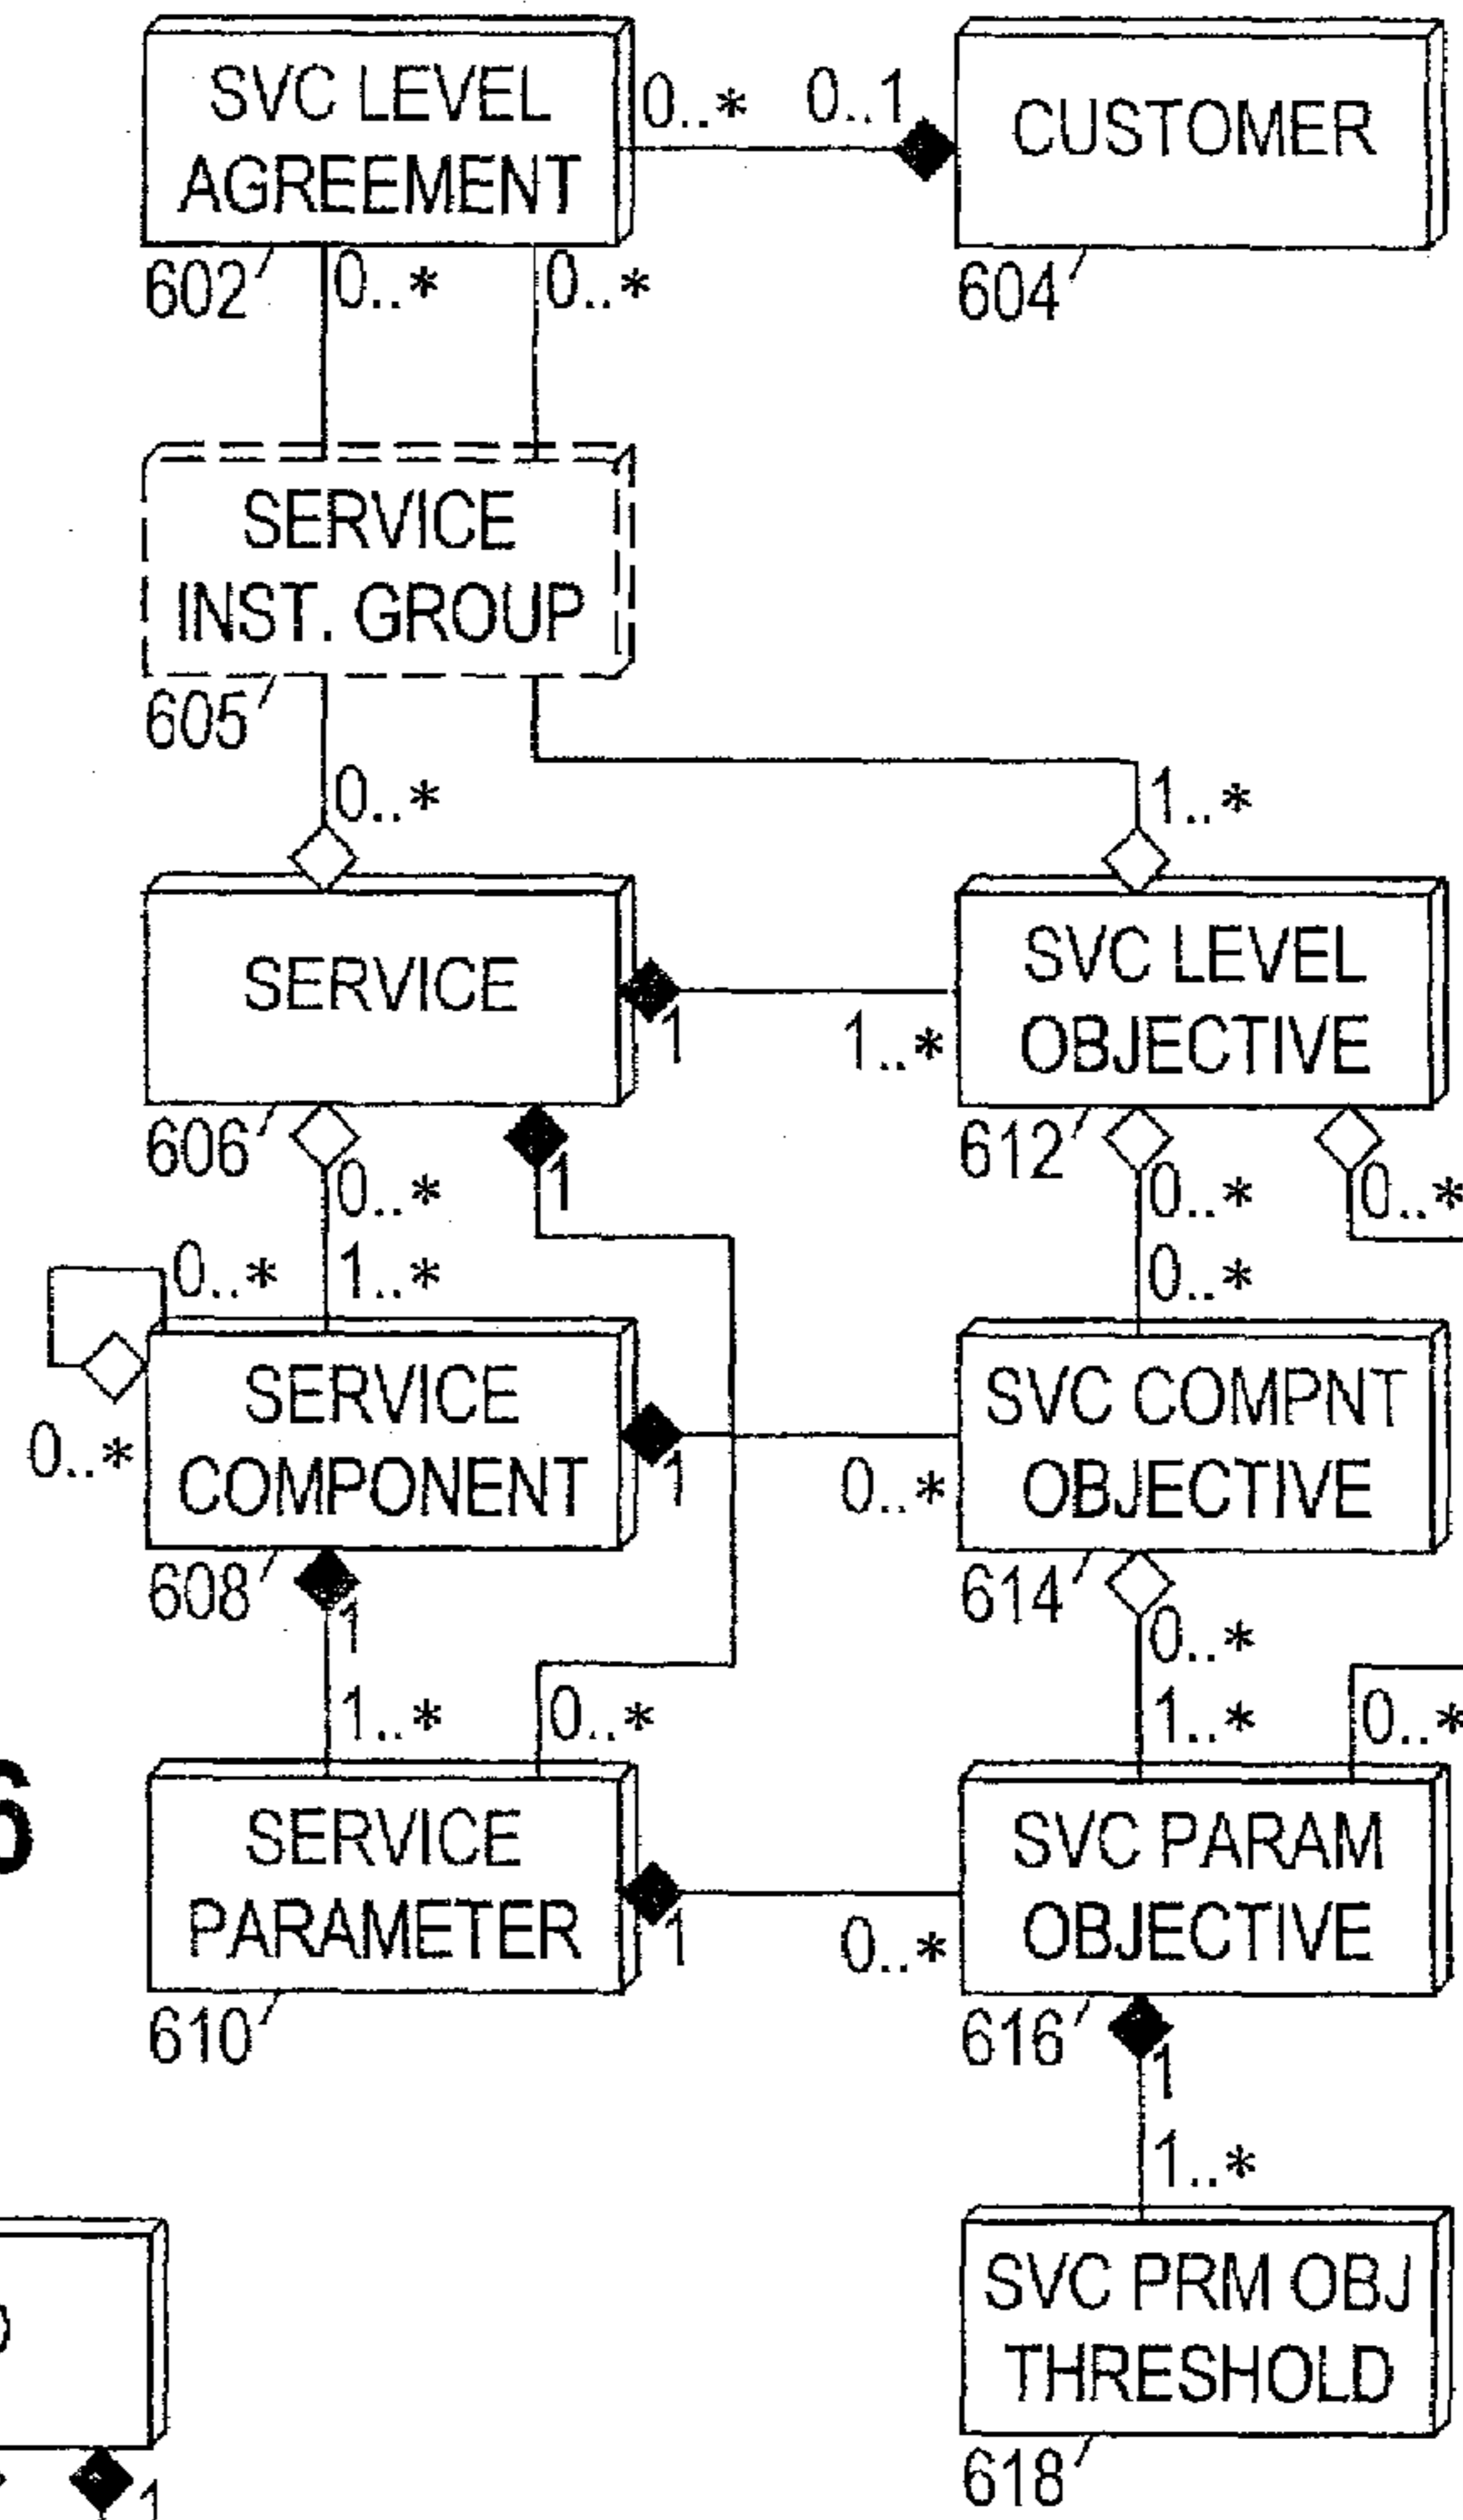 SVC LEVEL
AGREEMENT
0..* 0..1
CUSTOMER
602
0..* 0..*
604
SERVICE
INST. GROUP
605
0..* 1..*
SERVICE
1 1..*
SVC LEVEL
OBJECTIVE
606
0..* 1
612
0..* 0..*
0..* 1..*
0..*
SERVICE
COMPONENT
0..*
1 0..*
SVC COMPNT
OBJECTIVE
608
1
614
0..*
1..* 0..*
1..* 0..*
SERVICE
PARAMETER
1 0..*
SVC PARAM
OBJECTIVE
610
616
1
1..*
SVC PRM OBJ
THRESHOLD
618
1